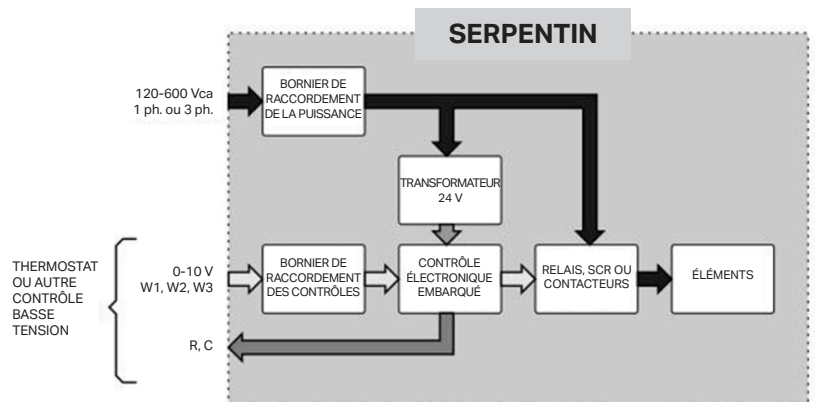 SERPENTIN
120-600 Vca
1 ph. ou 3 ph.
BORNIER DE
RACCORDEMENT
DE LA PUISSANCE
TRANSFORMATEUR
24 V
THERMOSTAT
OU AUTRE
CONTRÔLE
BASSE
TENSION
0-10 V
W1, W2, W3
BORNIER DE
RACCORDEMENT
DES CONTRÔLES
CONTRÔLE
ÉLECTRONIQUE
EMBARQUÉ
RELAIS, SCR OU
CONTACTEURS
ÉLÉMENTS
R, C